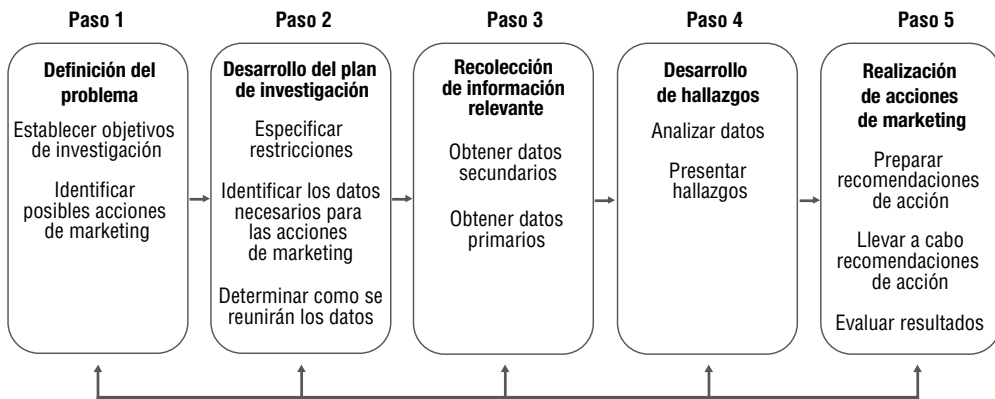 Paso 1
Definición del
problema
Establecer objetivos
de investigación
Identificar
posibles acciones
de marketing
Paso 2
Desarrollo del plan
de investigación
Especificar
restricciones
Identificar los datos
necesarios para
las acciones
de marketing
Determinar como se
reunirán los datos
Paso 3
Recolección
de información
relevante
Obtener datos
secundarios
Obtener datos
primarios
Paso 4
Desarrollo
de hallazgos
Analizar datos
Presentar
hallazgos
Paso 5
Realización
de acciones
de marketing
Preparar
recomendaciones
de acción
Llevar a cabo
recomendaciones
de acción
Evaluar resultados